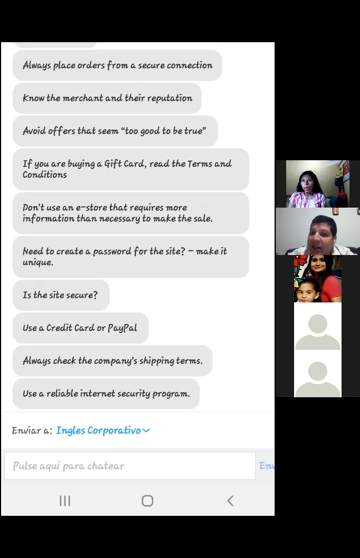 Always place orders from a secure connection
Know the merchant and their reputation
Avoid offers that seem “too good to be true”
If you are buying a Gift Card, read the Terms and
Conditions
Don't use an e-store that requires more
information than necessary to make the sale.
Need to create a password for the site? – make it
unique.
Is the site secure?
Use a Credit Card or PayPal
Always check the company's shipping terms.
Use a reliable internet security program.
Enviar a: Ingles Corporativo
Pulse aquí para chatear